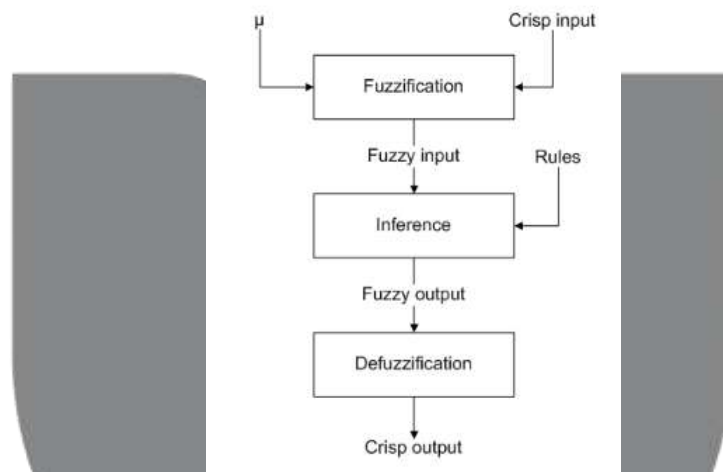 µ
Crisp input
Fuzzification
Fuzzy input
Rules
Inference
Fuzzy output
Defuzzification
Crisp output